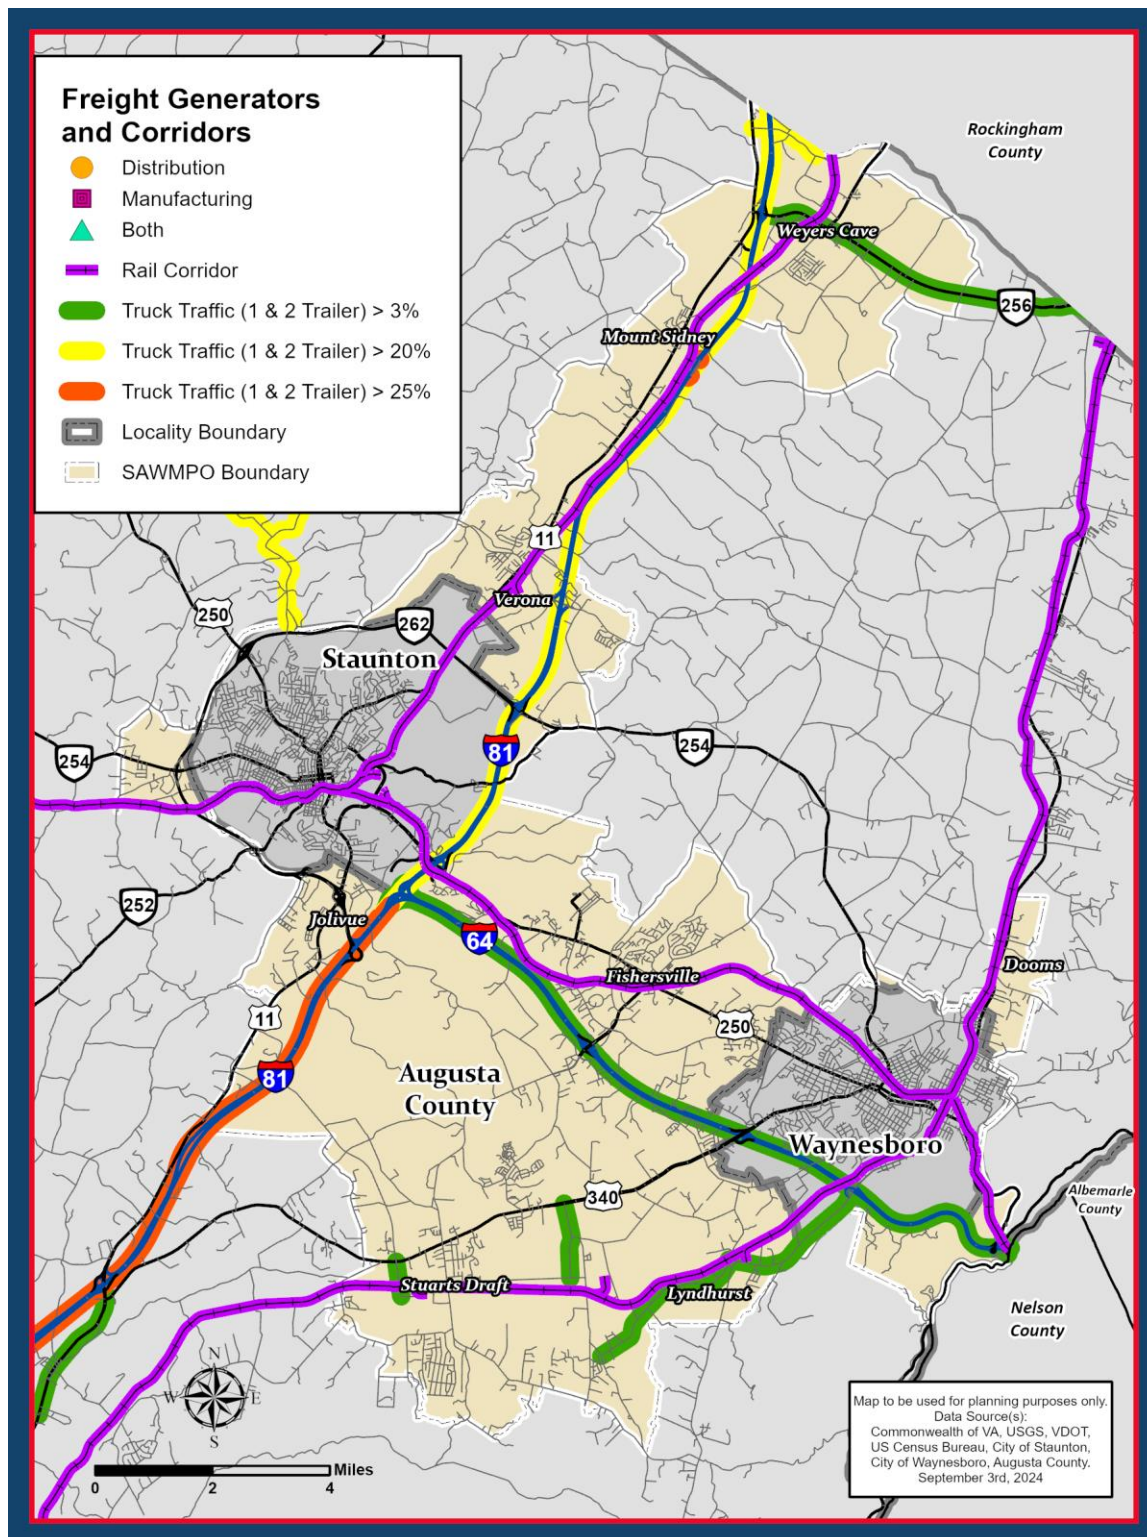 Freight Generators
and Corridors
Distribution
Manufacturing
Both
Rail Corridor
Truck Traffic (1 & 2 Trailer) > 3%
Truck Traffic (1 & 2 Trailer) > 20%
Truck Traffic (1 & 2 Trailer) > 25%
Locality Boundary
SAWMPO Boundary
Rockingham
County
Weyers Cave
256
Mount Sidney
11
Verona
250
262
Staunton
254
81
254
252
Jolivue
64
Fishersville
Dooms
11
250
81
Augusta
County
Waynesboro
340
Albemarle
County
Stuarts Draft
Lyndhurst
Nelson
County
N
W
E
S
Miles
0
2
4
Map to be used for planning purposes only.
Data Source(s):
Commonwealth of VA, USGS, VDOT,
US Census Bureau, City of Staunton,
City of Waynesboro, Augusta County.
September 3rd, 2024